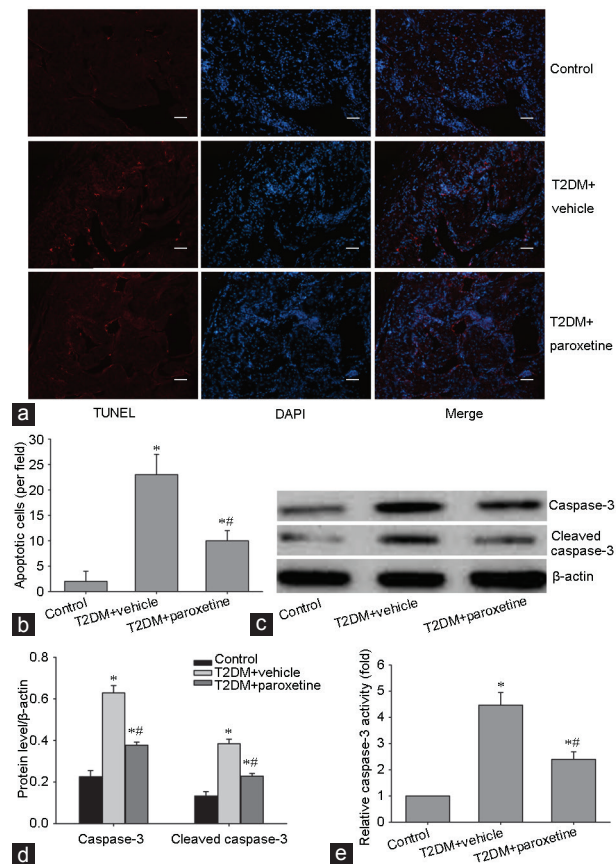 Control
T2DM+
vehicle
T2DM+
paroxetine
a
TUNEL
DAPI
Merge
Apoptotic cells (per field)
30
25
20
15
10
5
0
*
*#
Control
T2DM+vehicle
T2DM+paroxetine
b
Caspase-3
Cleaved
caspase-3
β-actin
Control
T2DM+vehicle
T2DM+paroxetine
c
Protein level/β-actin
0.8
0.6
0.4
0.2
0.0
Control
T2DM+vehicle
T2DM+paroxetine
*
*#
*
*#
Caspase-3
Cleaved caspase-3
d
Relative caspase-3 activity (fold)
6
5
4
3
2
1
0
*
*#
Control
T2DM+vehicle
T2DM+paroxetine
e